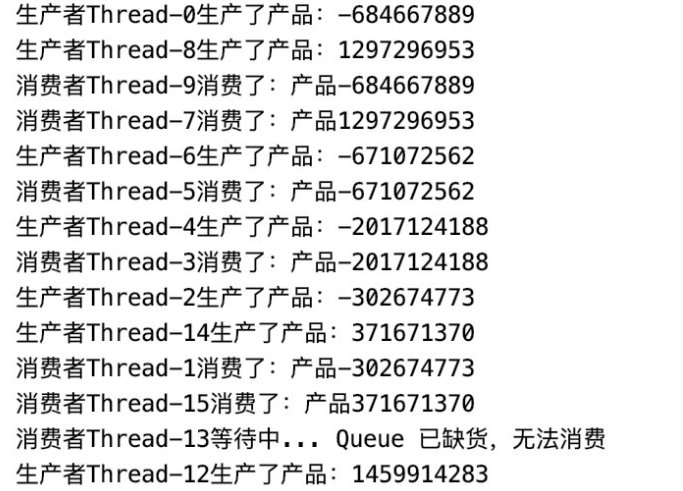 生产者Thread-0生产了产品：-684667889
生产者Thread-8生产了产品：1297296953
消费者Thread-9消费了：产品-684667889
消费者Thread-7消费了：产品1297296953
生产者Thread-6生产了产品：-671072562
消费者Thread-5消费了：产品-671072562
生产者Thread-4生产了产品：-2017124188
消费者Thread-3消费了：产品-2017124188
生产者Thread-2生产了产品：-302674773
生产者Thread-14生产了产品：371671370
消费者Thread-1消费了：产品-302674773
消费者Thread-15消费了：产品371671370
消费者Thread-13等待中... Queue 已缺货，无法消费
生产者Thread-12生产了产品：1459914283